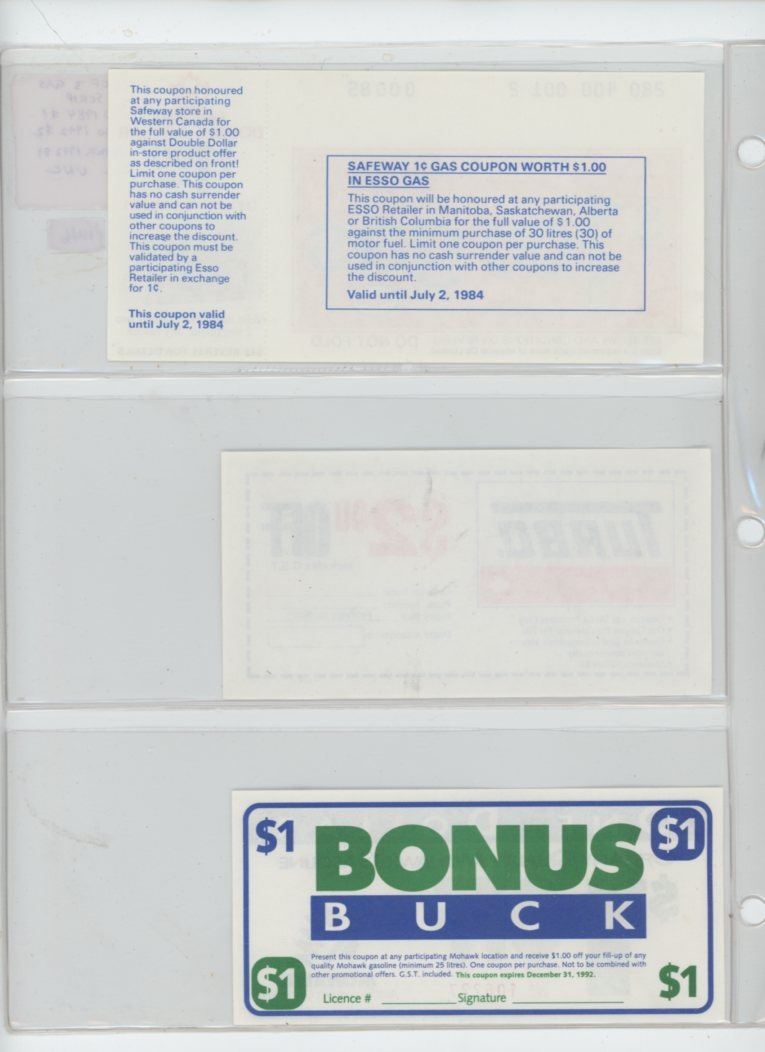 This coupon honoured
at any participating
Safeway store in
Western Canada for
the full value of $1.00
against Double Dollar
in-store product offer
as described on front!
Limit one coupon per
purchase. This coupon
has no cash surrender
value and can not be
used in conjunction with
other coupons to
increase the discount.
This coupon must be
validated by a
participating Esso
Retailer in exchange
for 1¢.
This coupon valid
until July 2, 1984
SAFEWAY 1¢ GAS COUPON WORTH $1.00
IN ESSO GAS
This coupon will be honoured at any participating
ESSO Retailer in Manitoba, Saskatchewan, Alberta
or British Columbia for the full value of $1.00
against the minimum purchase of 30 litres (30) of
motor fuel. Limit one coupon per purchase. This
coupon has no cash surrender value and can not be
used in conjunction with other coupons to increase
the discount.
Valid until July 2, 1984
TURBO
$2.00 OFF
$1
BONUS
$1
BUCK
Present this coupon at any participating Mohawk location and receive $1.00 off your fill-up of any
quality Mohawk gasoline (minimum 25 litres). One coupon per purchase. Not to be combined with
other promotional offers. G.S.T. included. This coupon expires December 31, 1992.
$1
Licence # Signature
$1